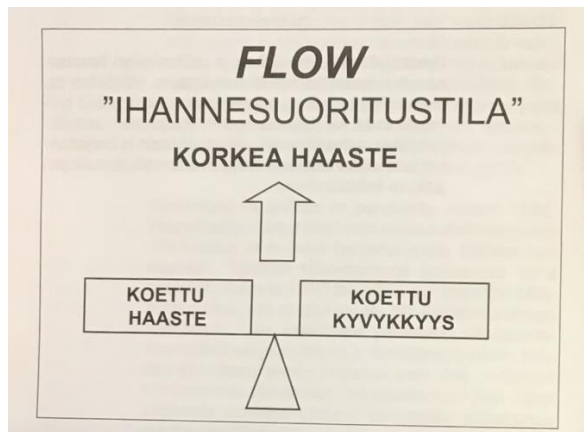 FLOW
”IHANNESUORITUSTILA”
KORKEA HAASTE
KOETTU
HAASTE
KOETTU
KYVYKKYYS